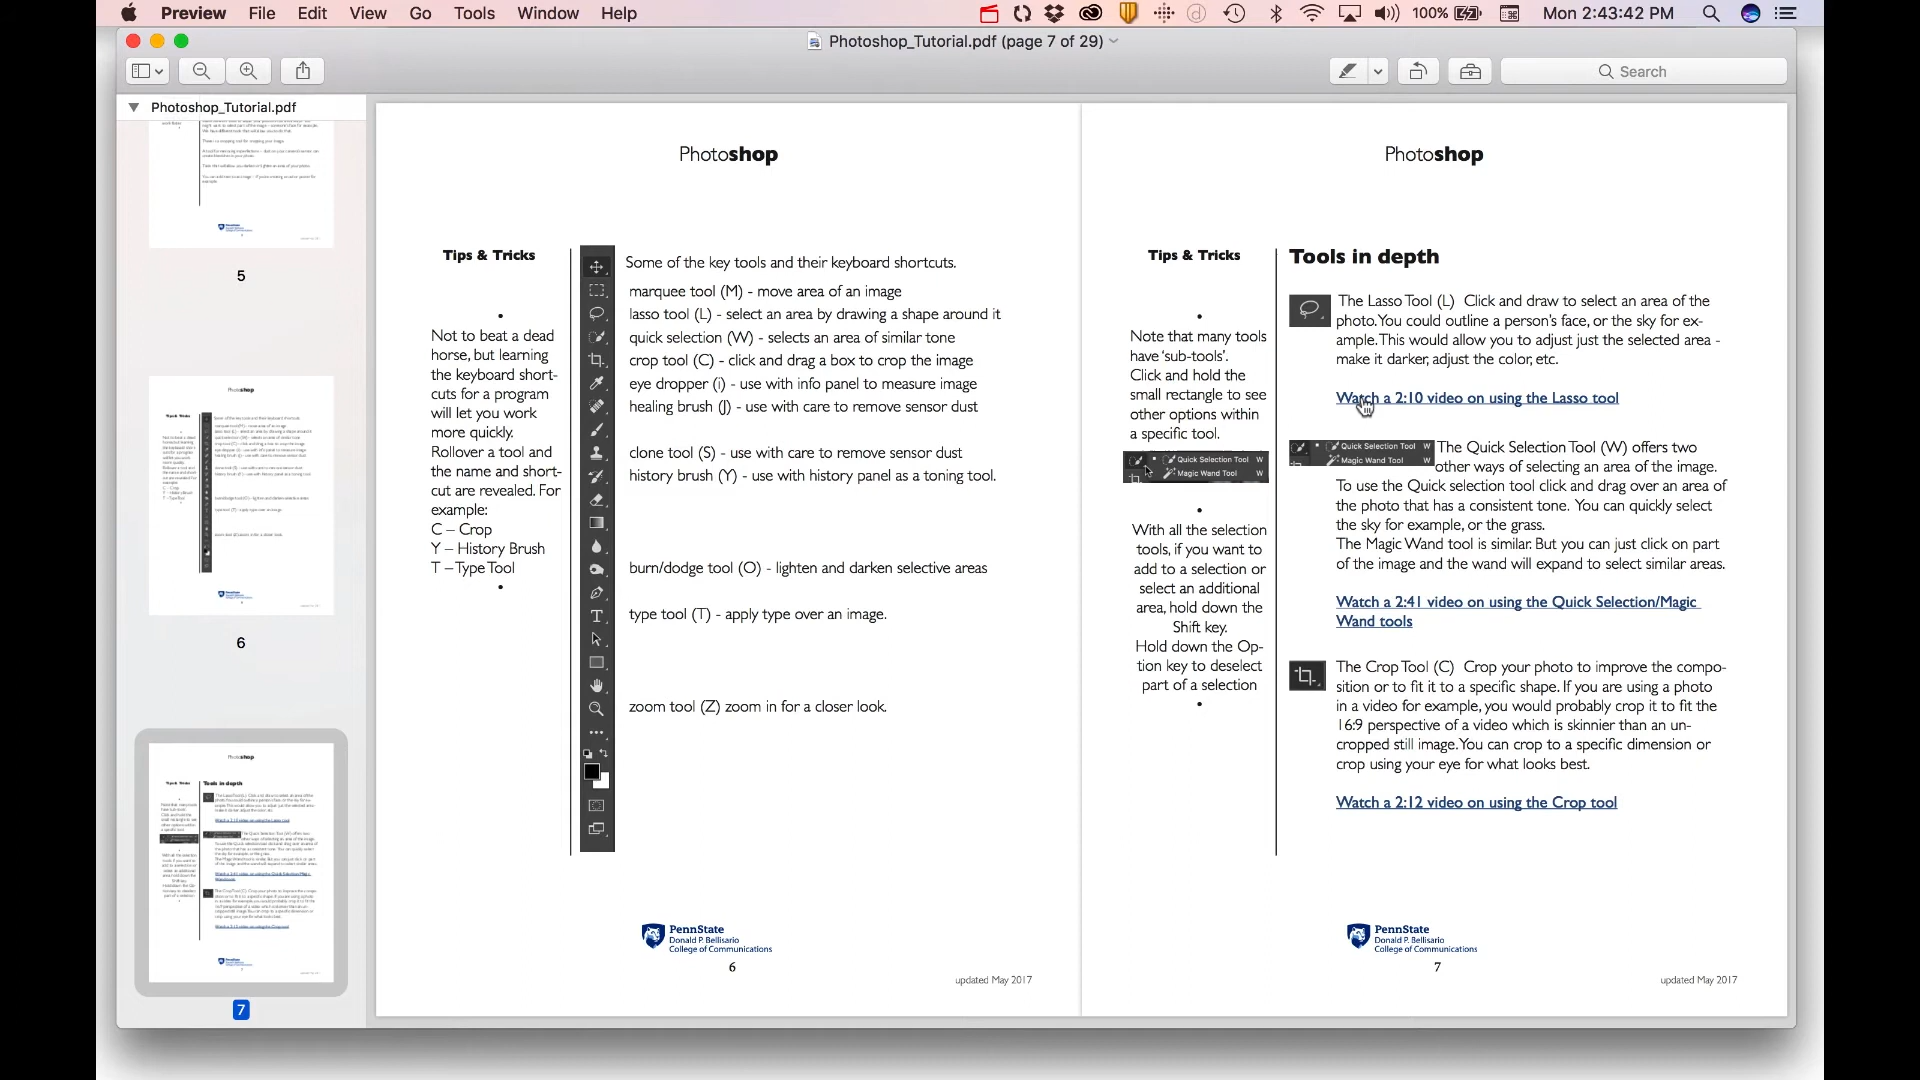 Preview File Edit View Go Tools Window Help
100% Mon 2:43:42 PM
Photoshop_Tutorial.pdf (page 7 of 29)
Search
Photoshop_Tutorial.pdf
5
6
7
Photoshop
Tips & Tricks
•
Not to beat a dead
horse, but learning
the keyboard short-
cuts for a program
will let you work
more quickly.
Rollover a tool and
the name and short-
cut are revealed. For
example:
C – Crop
Y – History Brush
T – Type Tool
•
Some of the key tools and their keyboard shortcuts.
marquee tool (M) - move area of an image
lasso tool (L) - select an area by drawing a shape around it
quick selection (W) - selects an area of similar tone
crop tool (C) - click and drag a box to crop the image
eye dropper (i) - use with info panel to measure image
healing brush (J) - use with care to remove sensor dust
clone tool (S) - use with care to remove sensor dust
history brush (Y) - use with history panel as a toning tool.
burn/dodge tool (O) - lighten and darken selective areas
type tool (T) - apply type over an image.
zoom tool (Z) zoom in for a closer look.
PennState
Donald P. Bellisario
College of Communications
6
updated May 2017
Photoshop
Tips & Tricks
•
Note that many tools
have ‘sub-tools’.
Click and hold the
small rectangle to see
other options within
a specific tool.
Quick Selection Tool W
Magic Wand Tool W
•
With all the selection
tools, if you want to
add to a selection or
select an additional
area, hold down the
Shift key.
Hold down the Op-
tion key to deselect
part of a selection
•
Tools in depth
The Lasso Tool (L) Click and draw to select an area of the
photo. You could outline a person's face, or the sky for ex-
ample. This would allow you to adjust just the selected area -
make it darker, adjust the color, etc.
Watch a 2:10 video on using the Lasso tool
Quick Selection Tool W
Magic Wand Tool W
The Quick Selection Tool (W) offers two
other ways of selecting an area of the image.
To use the Quick selection tool click and drag over an area of
the photo that has a consistent tone. You can quickly select
the sky for example, or the grass.
The Magic Wand tool is similar. But you can just click on part
of the image and the wand will expand to select similar areas.
Watch a 2:41 video on using the Quick Selection/Magic
Wand tools
The Crop Tool (C) Crop your photo to improve the compo-
sition or to fit it to a specific shape. If you are using a photo
in a video for example, you would probably crop it to fit the
16:9 perspective of a video which is skinnier than an un-
cropped still image. You can crop to a specific dimension or
crop using your eye for what looks best.
Watch a 2:12 video on using the Crop tool
PennState
Donald P. Bellisario
College of Communications
7
updated May 2017